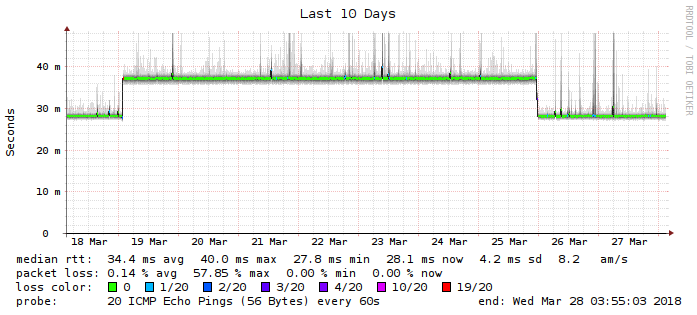 Last 10 Days
RRDTOOL / TOBI OETIKER
Seconds
40 m
30 m
20 m
10 m
0
18 Mar 19 Mar 20 Mar 21 Mar 22 Mar 23 Mar 24 Mar 25 Mar 26 Mar 27 Mar
median rtt: 34.4 ms avg 40.0 ms max 27.8 ms min 28.1 ms now 4.2 ms sd 8.2 am/s
packet loss: 0.14 % avg 57.85 % max 0.00 % min 0.00 % now
loss color: 0 1/20 2/20 3/20 4/20 10/20 19/20
probe: 20 ICMP Echo Pings (56 Bytes) every 60s end: Wed Mar 28 03:55:03 2018